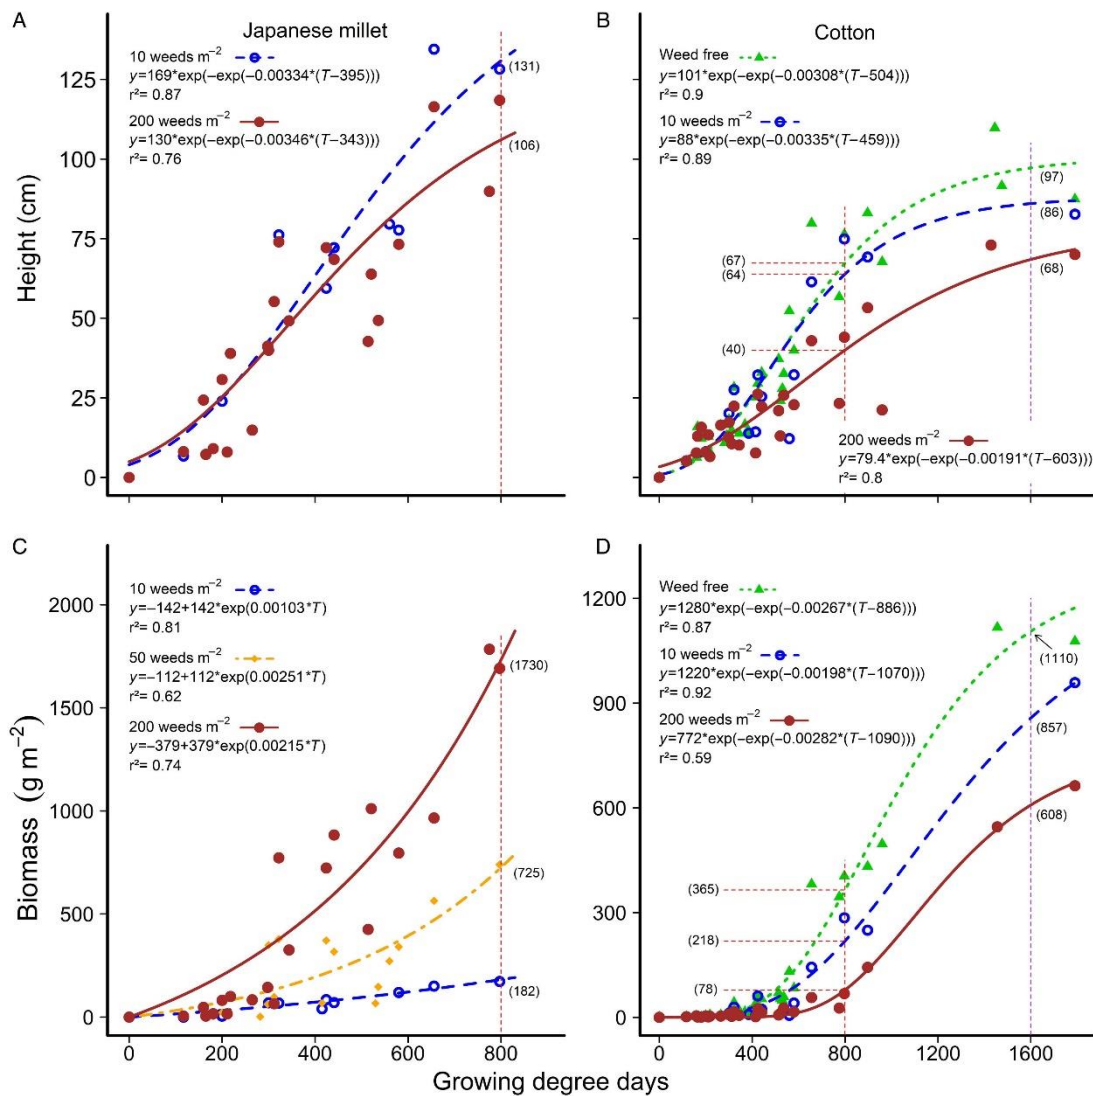 A
Japanese millet
10 weeds m⁻²
y=169*exp(−exp(−0.00334*(T−395)))
r²= 0.87
200 weeds m⁻²
y=130*exp(−exp(−0.00346*(T−343)))
r²= 0.76
(131)
(106)
125
100
75
50
25
0
Height (cm)
B
Cotton
Weed free
y=101*exp(−exp(−0.00308*(T−504)))
r²= 0.9
10 weeds m⁻²
y=88*exp(−exp(−0.00335*(T−459)))
r²= 0.89
(97)
(86)
(67)
(64)
(68)
(40)
200 weeds m⁻²
y=79.4*exp(−exp(−0.00191*(T−603)))
r²= 0.8
125
100
75
50
25
0
C
10 weeds m⁻²
y=−142+142*exp(0.00103*T)
r²= 0.81
50 weeds m⁻²
y=−112+112*exp(0.00251*T)
r²= 0.62
200 weeds m⁻²
y=−379+379*exp(0.00215*T)
r²= 0.74
(1730)
(725)
(182)
2000
1500
1000
500
0
Biomass (g m⁻²)
0 200 400 600 800
D
Weed free
y=1280*exp(−exp(−0.00267*(T−886)))
r²= 0.87
10 weeds m⁻²
y=1220*exp(−exp(−0.00198*(T−1070)))
r²= 0.92
200 weeds m⁻²
y=772*exp(−exp(−0.00282*(T−1090)))
r²= 0.59
(1110)
(857)
(608)
(365)
(218)
(78)
1200
900
600
300
0
0 400 800 1200 1600
Growing degree days